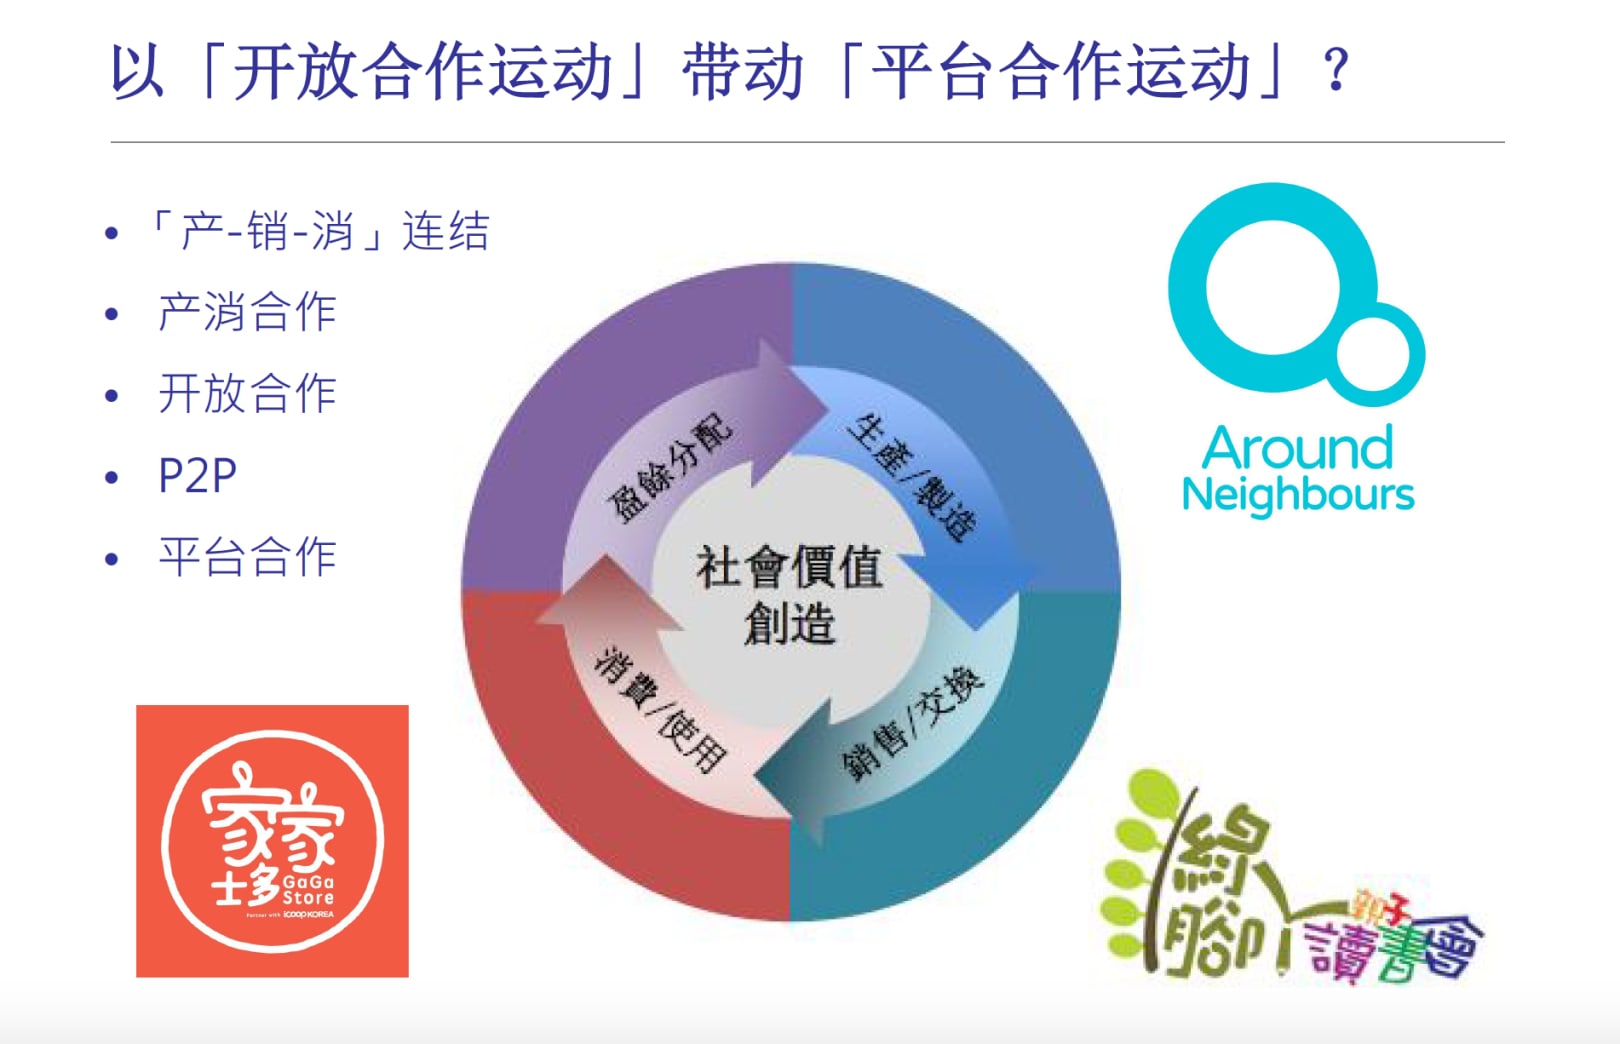 以「开放合作运动」带动「平台合作运动」？
• 「产-销-消」连结
• 产消合作
• 开放合作
• P2P
• 平台合作
盈餘分配
生產/製造
社會價值
創造
消費/使用
銷售/交換
Around
Neighbours
家家
士多 GaGa
Store
Partner with iCOOP KOREA
綠
腳丫
親子
讀書會